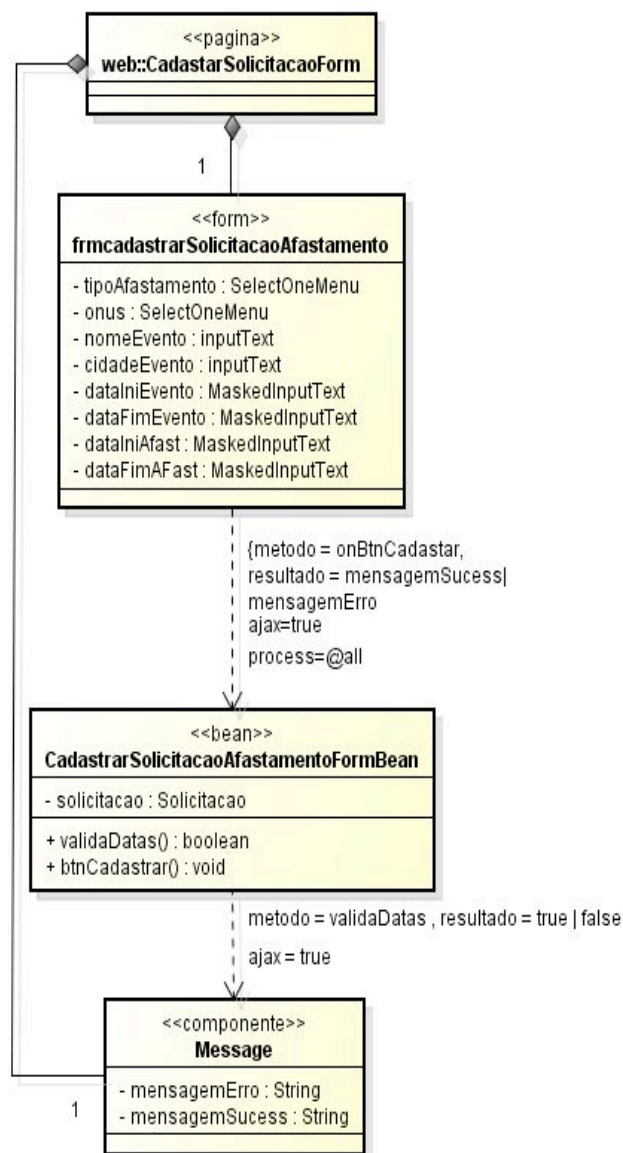 <<pagina>>
web::CadastarSolicitacaoForm
1
<<form>>
frmcadastrarSolicitacaoAfastamento
- tipoAfastamento : SelectOneMenu
- onus : SelectOneMenu
- nomeEvento : inputText
- cidadeEvento : inputText
- dataIniEvento : MaskedInputText
- dataFimEvento : MaskedInputText
- dataIniAfast : MaskedInputText
- dataFimAFast : MaskedInputText
{metodo = onBtnCadastar,
resultado = mensagemSucess|
mensagemErro
ajax=true
process=@all
<<bean>>
CadastrarSolicitacaoAfastamentoFormBean
- solicitacao : Solicitacao
+ validaDatas() : boolean
+ btnCadastrar() : void
metodo = validaDatas , resultado = true | false
ajax = true
<<componente>>
Message
- mensagemErro : String
- mensagemSucess : String
1